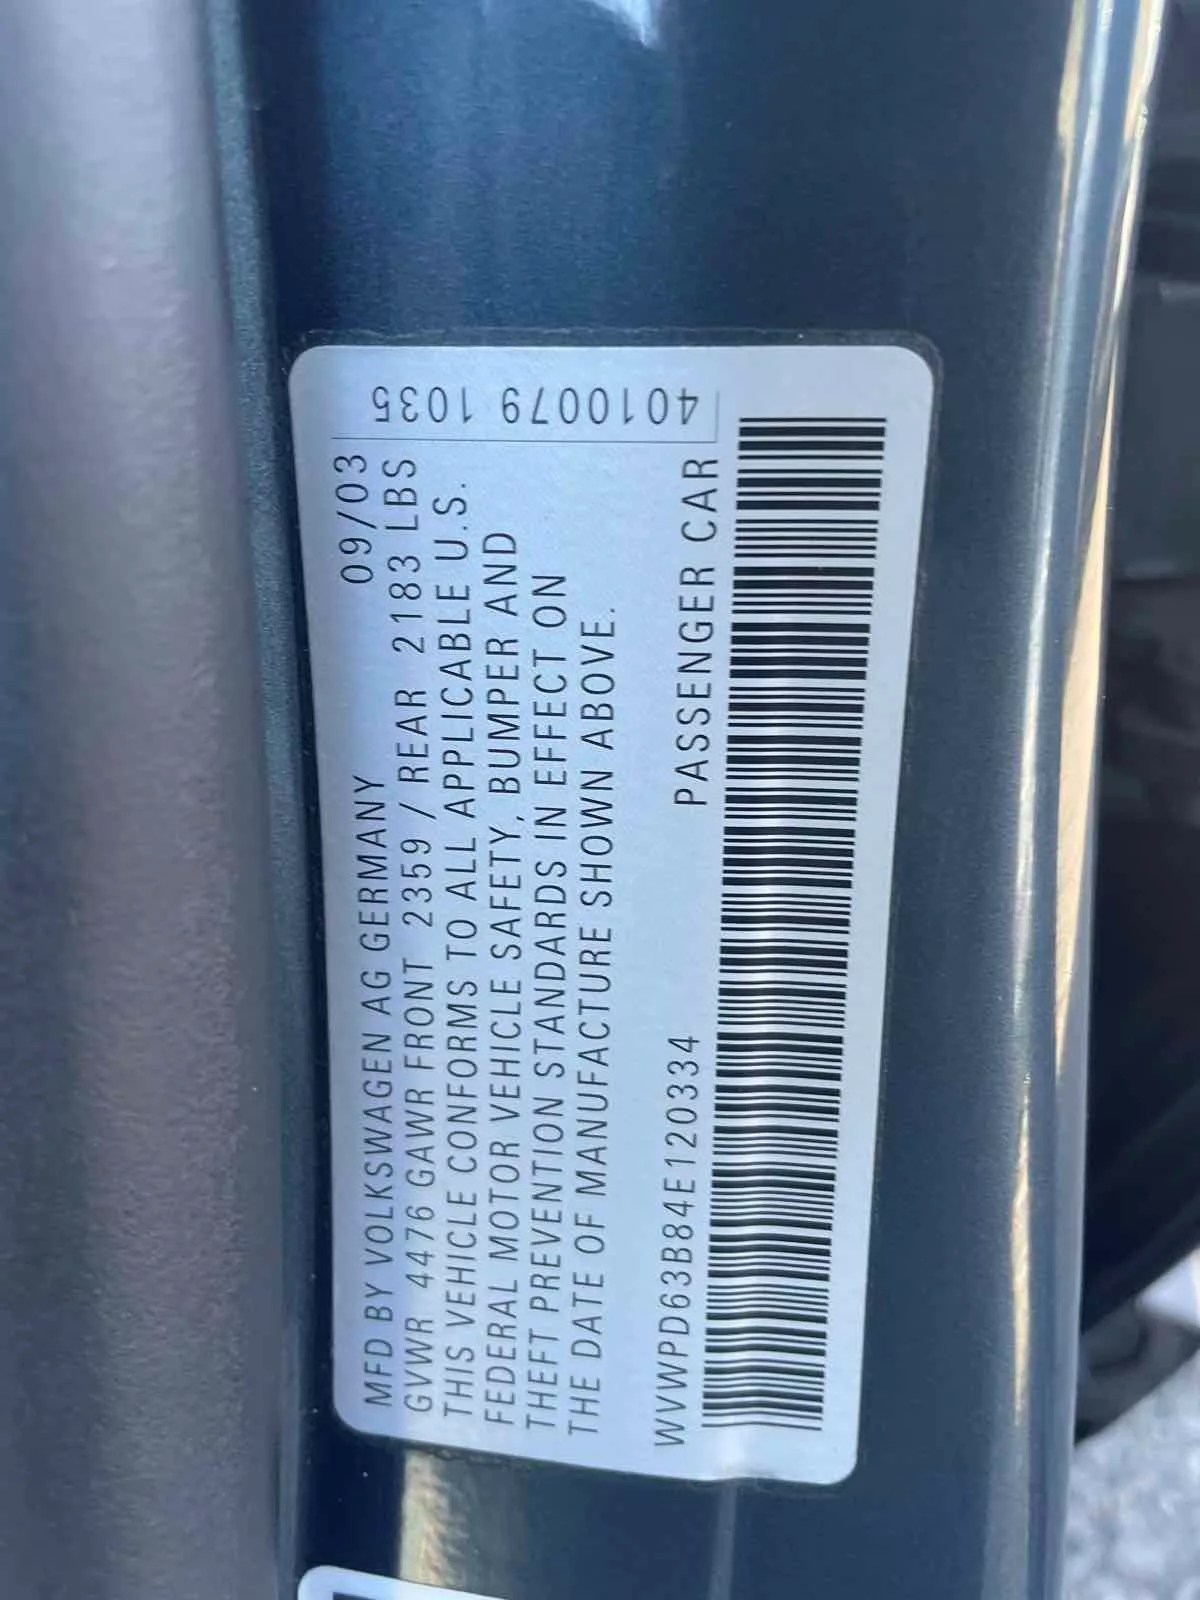 MFD BY VOLKSWAGEN AG GERMANY 09/03
GVWR 4476 GAWR FRONT 2359 / REAR 2183 LBS
THIS VEHICLE CONFORMS TO ALL APPLICABLE U.S.
FEDERAL MOTOR VEHICLE SAFETY, BUMPER AND
THEFT PREVENTION STANDARDS IN EFFECT ON
THE DATE OF MANUFACTURE SHOWN ABOVE.
WVWPD63B84E120334 PASSENGER CAR
4010079 1035